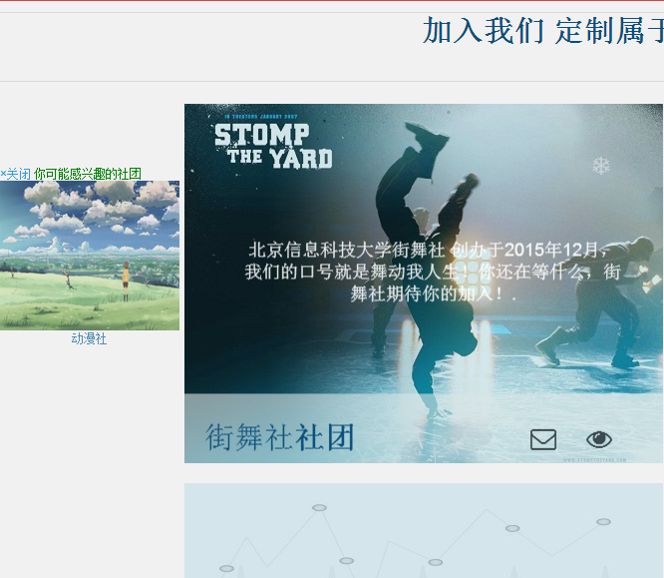 加入我们 定制属于
×关闭 你可能感兴趣的社团
动漫社
IN THEATERS JANUARY 2007
STOMP
THE YARD
北京信息科技大学街舞社 创办于2015年12月，
我们的口号就是舞动我人生！你还在等什么，街
舞社期待你的加入！.
街舞社社团